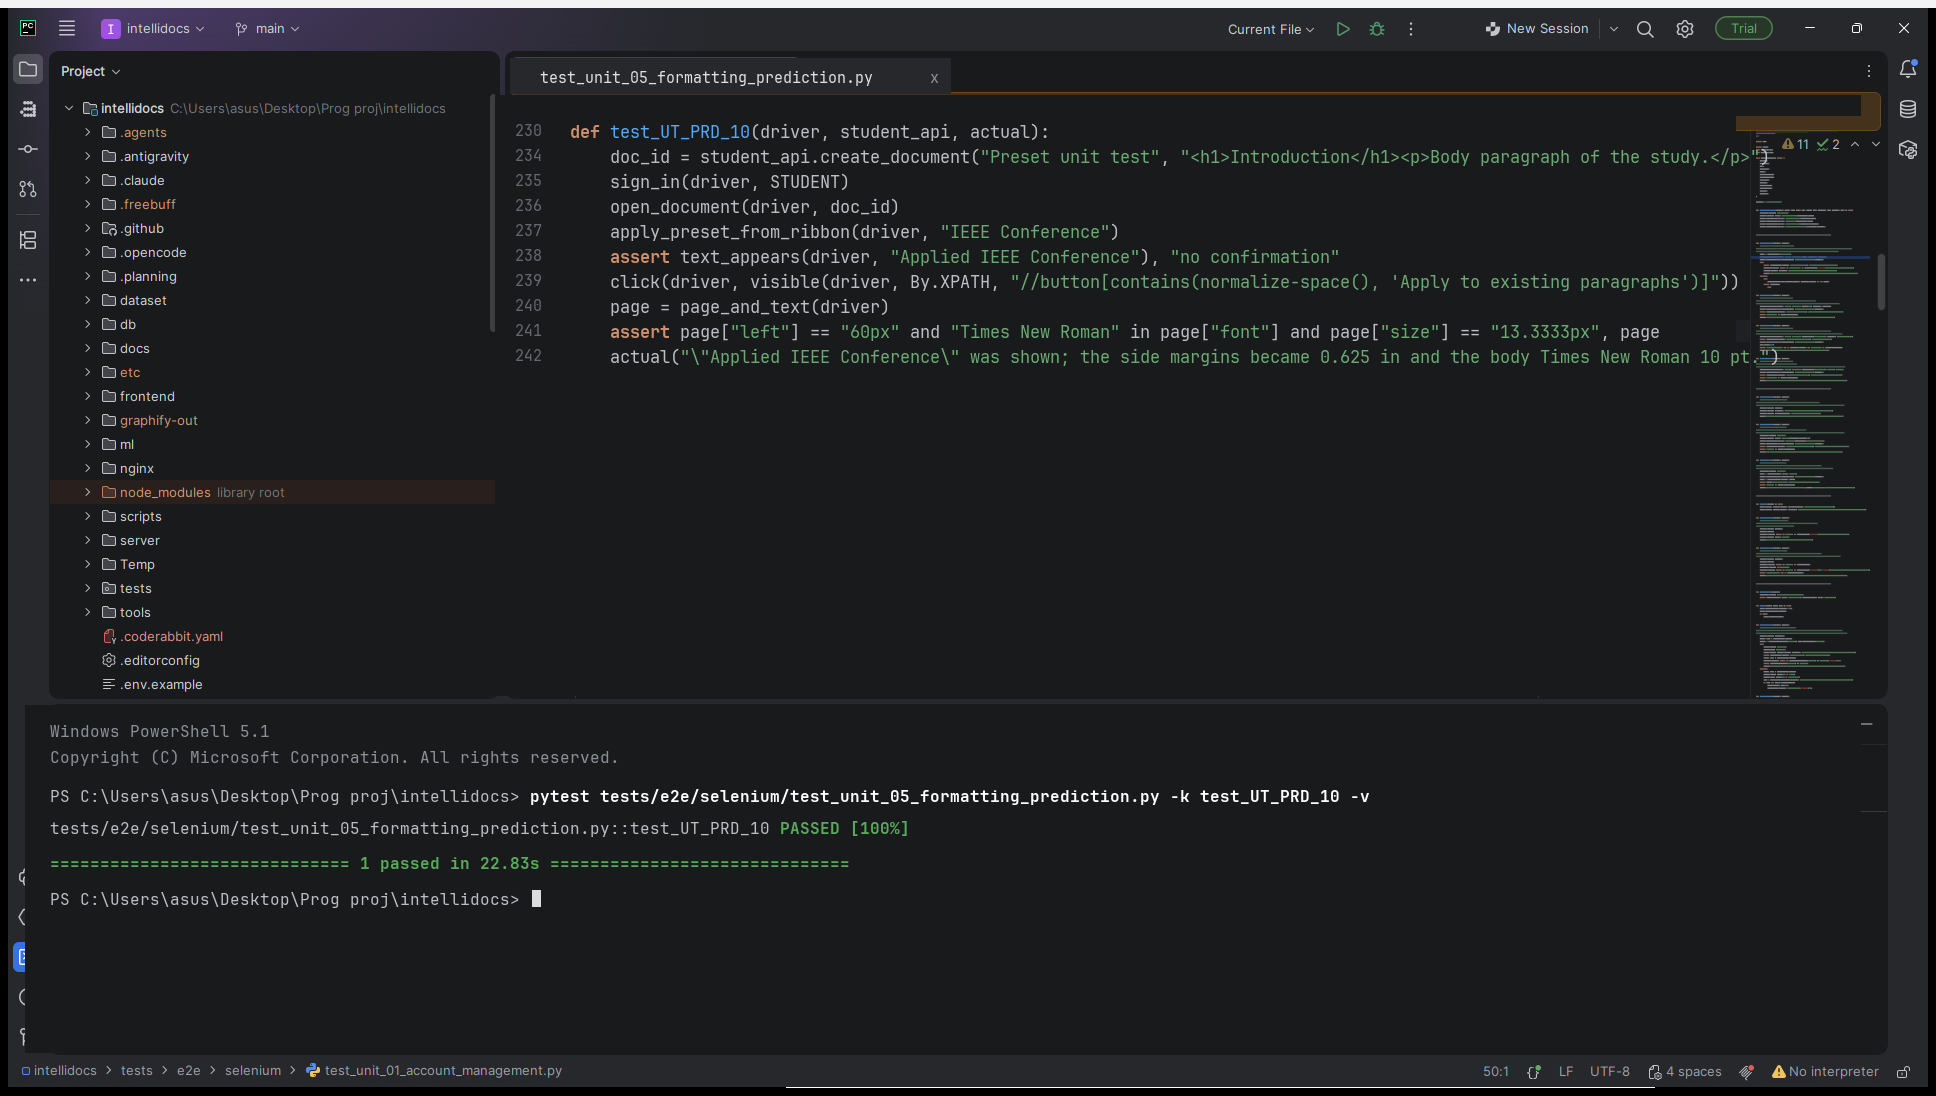 PC
I intellidocs
main
Current File
New Session
Trial
Project
test_unit_05_formatting_prediction.py x
intellidocs C:\Users\asus\Desktop\Prog proj\intellidocs
.agents
.antigravity
.claude
.freebuff
.github
.opencode
.planning
dataset
db
docs
etc
frontend
graphify-out
ml
nginx
node_modules library root
scripts
server
Temp
tests
tools
.coderabbit.yaml
.editorconfig
.env.example
11 2
230 def test_UT_PRD_10(driver, student_api, actual):
234 doc_id = student_api.create_document("Preset unit test", "<h1>Introduction</h1><p>Body paragraph of the study.</p>")
235 sign_in(driver, STUDENT)
236 open_document(driver, doc_id)
237 apply_preset_from_ribbon(driver, "IEEE Conference")
238 assert text_appears(driver, "Applied IEEE Conference"), "no confirmation"
239 click(driver, visible(driver, By.XPATH, "//button[contains(normalize-space(), 'Apply to existing paragraphs')]"))
240 page = page_and_text(driver)
241 assert page["left"] == "60px" and "Times New Roman" in page["font"] and page["size"] == "13.3333px", page
242 actual("\"Applied IEEE Conference\" was shown; the side margins became 0.625 in and the body Times New Roman 10 pt.")
Windows PowerShell 5.1
Copyright (C) Microsoft Corporation. All rights reserved.
PS C:\Users\asus\Desktop\Prog proj\intellidocs> pytest tests/e2e/selenium/test_unit_05_formatting_prediction.py -k test_UT_PRD_10 -v
tests/e2e/selenium/test_unit_05_formatting_prediction.py::test_UT_PRD_10 PASSED [100%]
============================== 1 passed in 22.83s ==============================
PS C:\Users\asus\Desktop\Prog proj\intellidocs>
intellidocs > tests > e2e > selenium > test_unit_01_account_management.py
50:1 LF UTF-8 4 spaces No interpreter